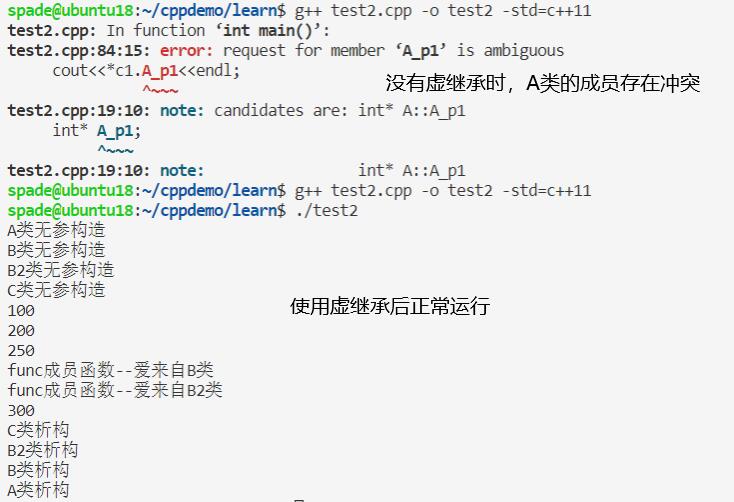 spade@ubuntu18:~/cppdemo/learn$ g++ test2.cpp -o test2 -std=c++11
test2.cpp: In function ‘int main()’:
test2.cpp:84:15: error: request for member ‘A_p1’ is ambiguous
cout<<*c1.A_p1<<endl;
^~~~
没有虚继承时，A类的成员存在冲突
test2.cpp:19:10: note: candidates are: int* A::A_p1
int* A_p1;
^~~~
test2.cpp:19:10: note: int* A::A_p1
spade@ubuntu18:~/cppdemo/learn$ g++ test2.cpp -o test2 -std=c++11
spade@ubuntu18:~/cppdemo/learn$ ./test2
A类无参构造
B类无参构造
B2类无参构造
C类无参构造
使用虚继承后正常运行
100
200
250
func成员函数--爱来自B类
func成员函数--爱来自B2类
300
C类析构
B2类析构
B类析构
A类析构